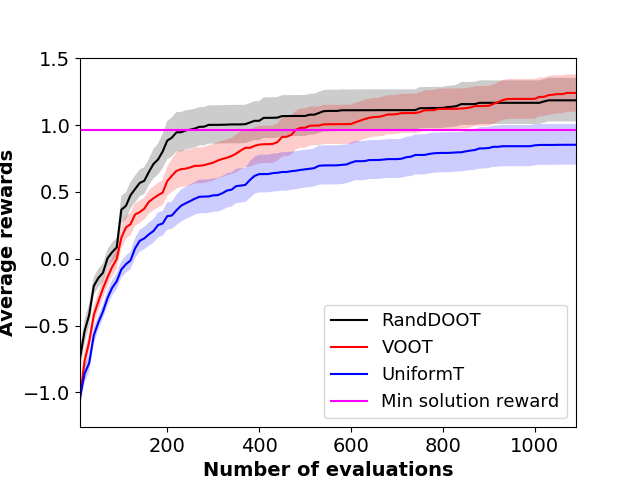 1.5
1.0
0.5
0.0
−0.5
−1.0
Average rewards
RandDOOT
VOOT
UniformT
Min solution reward
200 400 600 800 1000
Number of evaluations